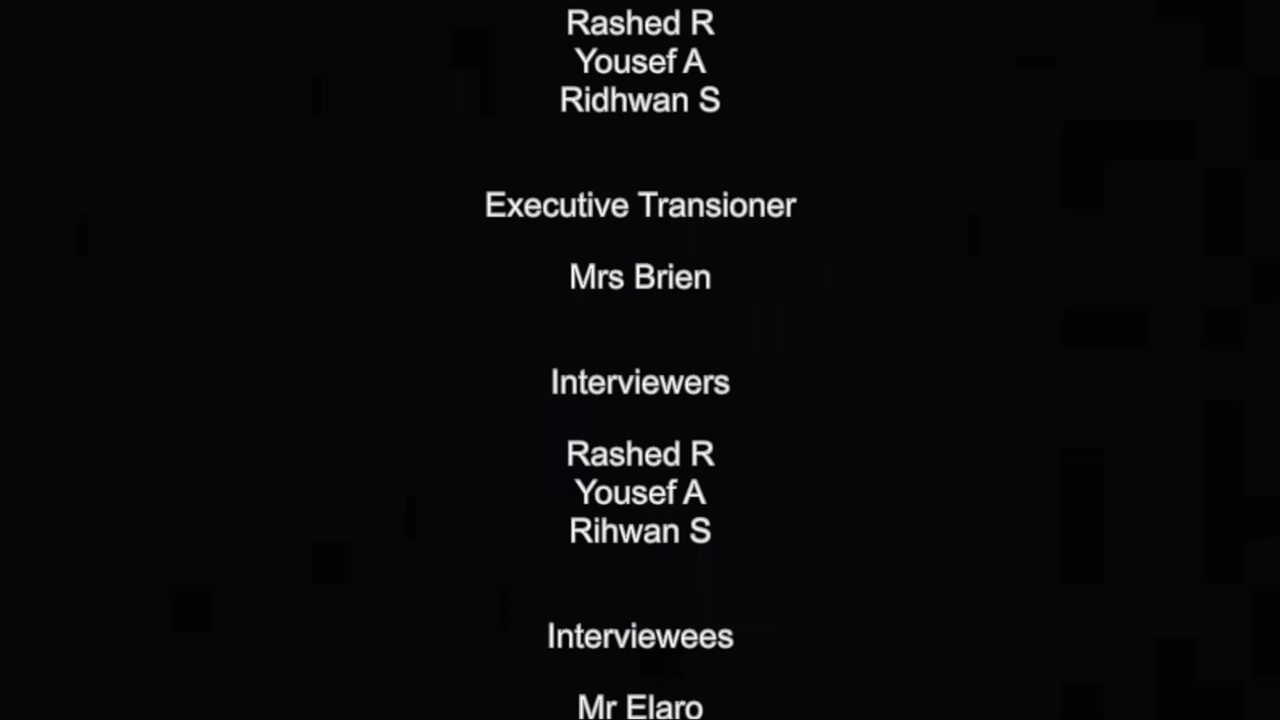 Rashed R
Yousef A
Ridhwan S
Executive Transioner
Mrs Brien
Interviewers
Rashed R
Yousef A
Rihwan S
Interviewees
Mr Elaro